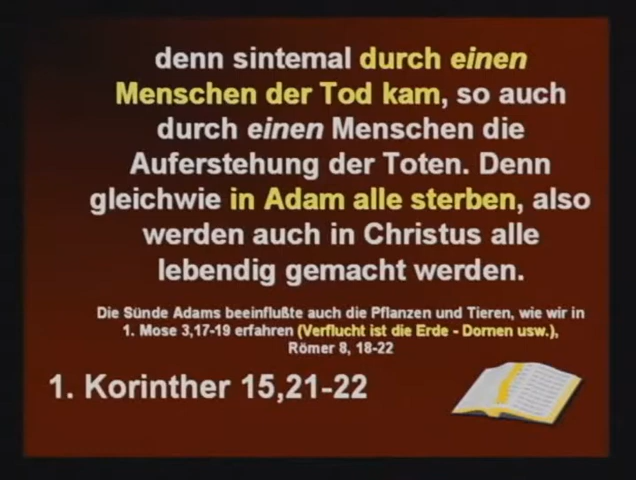 denn sintemal durch einen
Menschen der Tod kam, so auch
durch einen Menschen die
Auferstehung der Toten. Denn
gleichwie in Adam alle sterben, also
werden auch in Christus alle
lebendig gemacht werden.
Die Sünde Adams beeinflußte auch die Pflanzen und Tieren, wie wir in
1. Mose 3,17-19 erfahren (Verflucht ist die Erde - Dornen usw.),
Römer 8, 18-22
1. Korinther 15,21-22